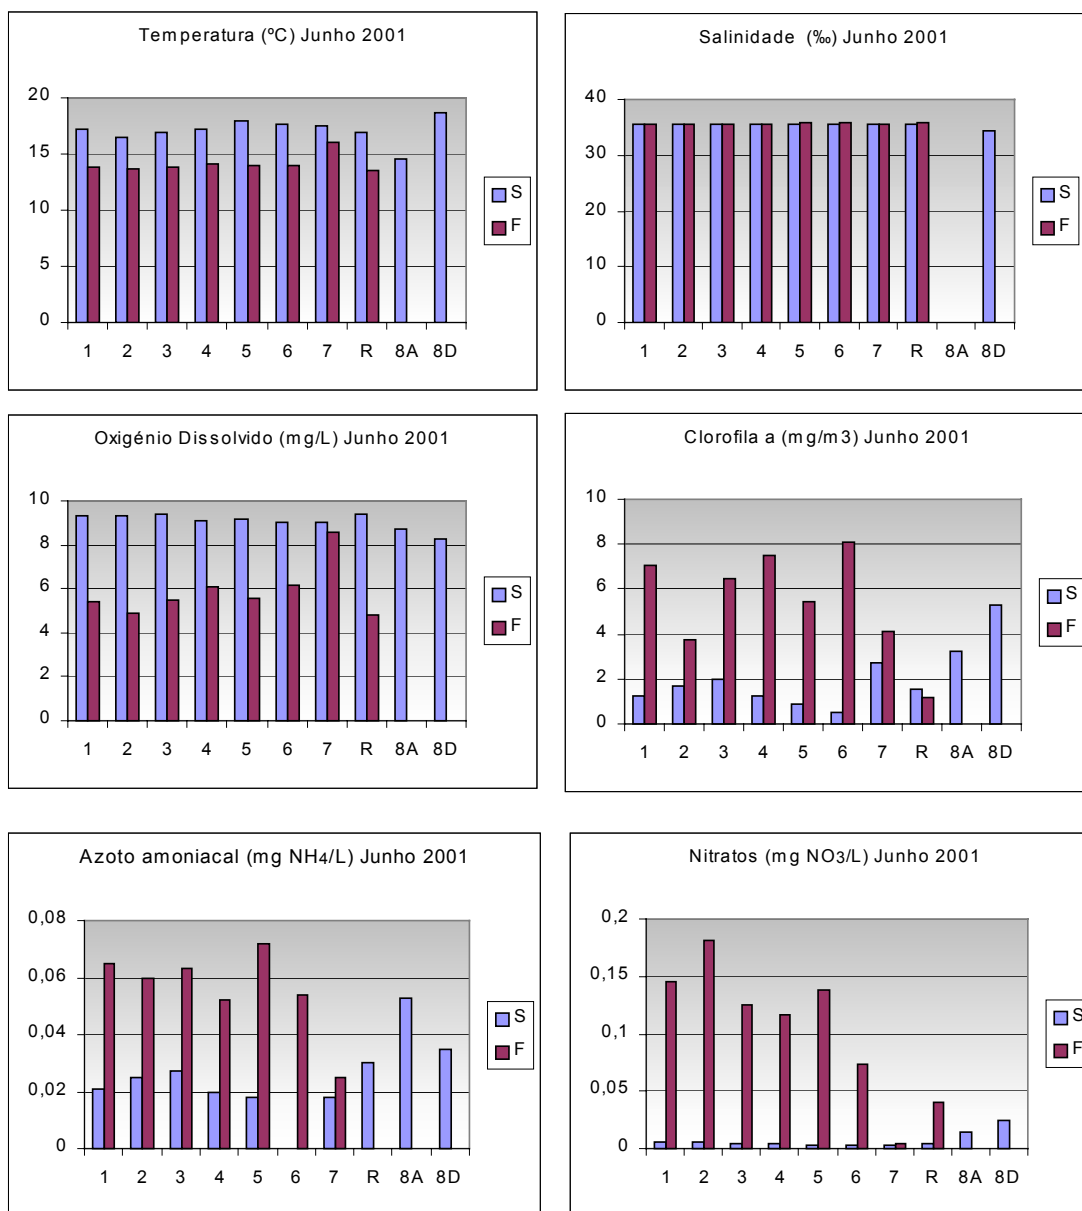 Temperatura (ºC) Junho 2001
20
15
10
5
0
1 2 3 4 5 6 7 R 8A 8D
S
F
Salinidade (‰) Junho 2001
40
30
20
10
0
1 2 3 4 5 6 7 R 8A 8D
S
F
Oxigénio Dissolvido (mg/L) Junho 2001
10
8
6
4
2
0
1 2 3 4 5 6 7 R 8A 8D
S
F
Clorofila a (mg/m3) Junho 2001
10
8
6
4
2
0
1 2 3 4 5 6 7 R 8A 8D
S
F
Azoto amoniacal (mg NH4/L) Junho 2001
0,08
0,06
0,04
0,02
0
1 2 3 4 5 6 7 R 8A 8D
S
F
Nitratos (mg NO3/L) Junho 2001
0,2
0,15
0,1
0,05
0
1 2 3 4 5 6 7 R 8A 8D
S
F